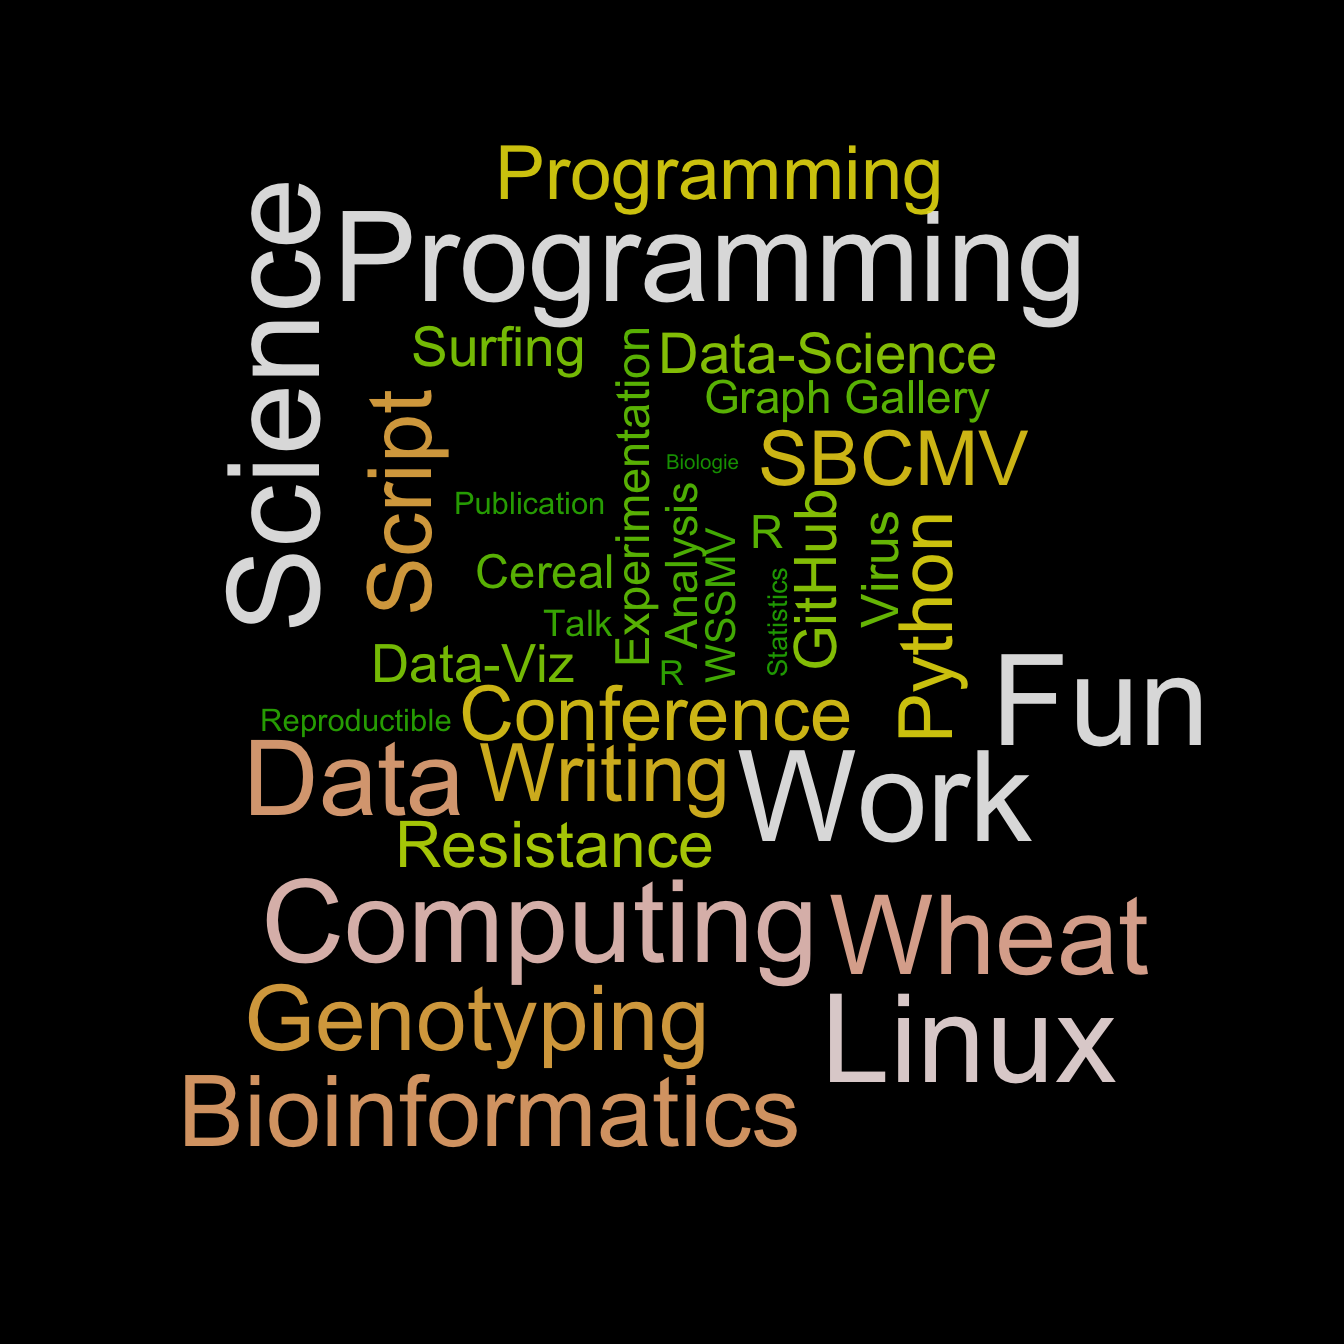 Programming
Programming
Science
Surfing
Data-Science
Experimentation
Graph Gallery
Script
SBCMV
Biologie
Publication
Analysis
R
GitHub
Virus
Python
WSSMV
Cereal
Statistics
Talk
Data-Viz
R
Fun
Reproductible
Conference
Data
Writing
Work
Resistance
Computing
Wheat
Genotyping
Linux
Bioinformatics